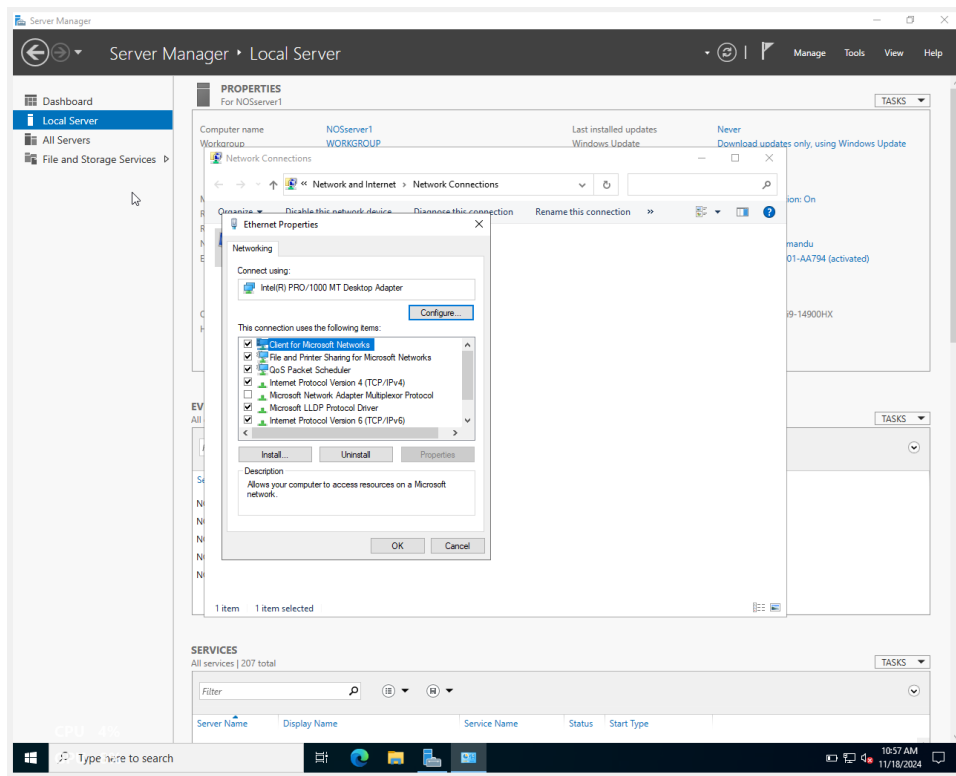 Server Manager
Server Manager • Local Server
Manage Tools View Help
Dashboard
Local Server
All Servers
File and Storage Services
PROPERTIES
For NOSserver1
TASKS
Computer name NOSserver1 Last installed updates Never
Workgroup WORKGROUP Windows Update Download updates only, using Windows Update
Network Connections
« Network and Internet › Network Connections
Organize Disable this network device Diagnose this connection Rename this connection »
ion: On
mandu
01-AA794 (activated)
i9-14900HX
Ethernet Properties
Networking
Connect using:
Intel(R) PRO/1000 MT Desktop Adapter
Configure...
This connection uses the following items:
Client for Microsoft Networks
File and Printer Sharing for Microsoft Networks
QoS Packet Scheduler
Internet Protocol Version 4 (TCP/IPv4)
Microsoft Network Adapter Multiplexor Protocol
Microsoft LLDP Protocol Driver
Internet Protocol Version 6 (TCP/IPv6)
Install... Uninstall Properties
Description
Allows your computer to access resources on a Microsoft
network.
OK Cancel
1 item 1 item selected
EV
All
TASKS
SERVICES
All services | 207 total
TASKS
Filter
Server Name Display Name Service Name Status Start Type
CPU 4%
Type here to search
10:57 AM
11/18/2024